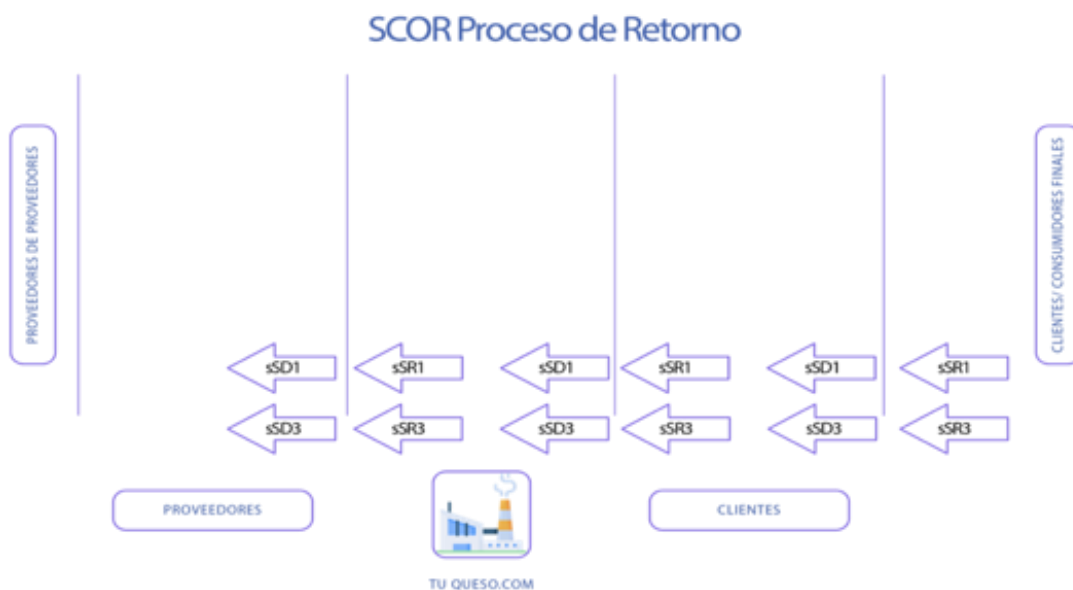 SCOR Proceso de Retorno
PROVEEDORES DE PROVEEDORES
CLIENTES/ CONSUMIDORES FINALES
sSD1
sSR1
sSD1
sSR1
sSD1
sSR1
sSD3
sSR3
sSD3
sSR3
sSD3
sSR3
PROVEEDORES
CLIENTES
TU QUESO.COM